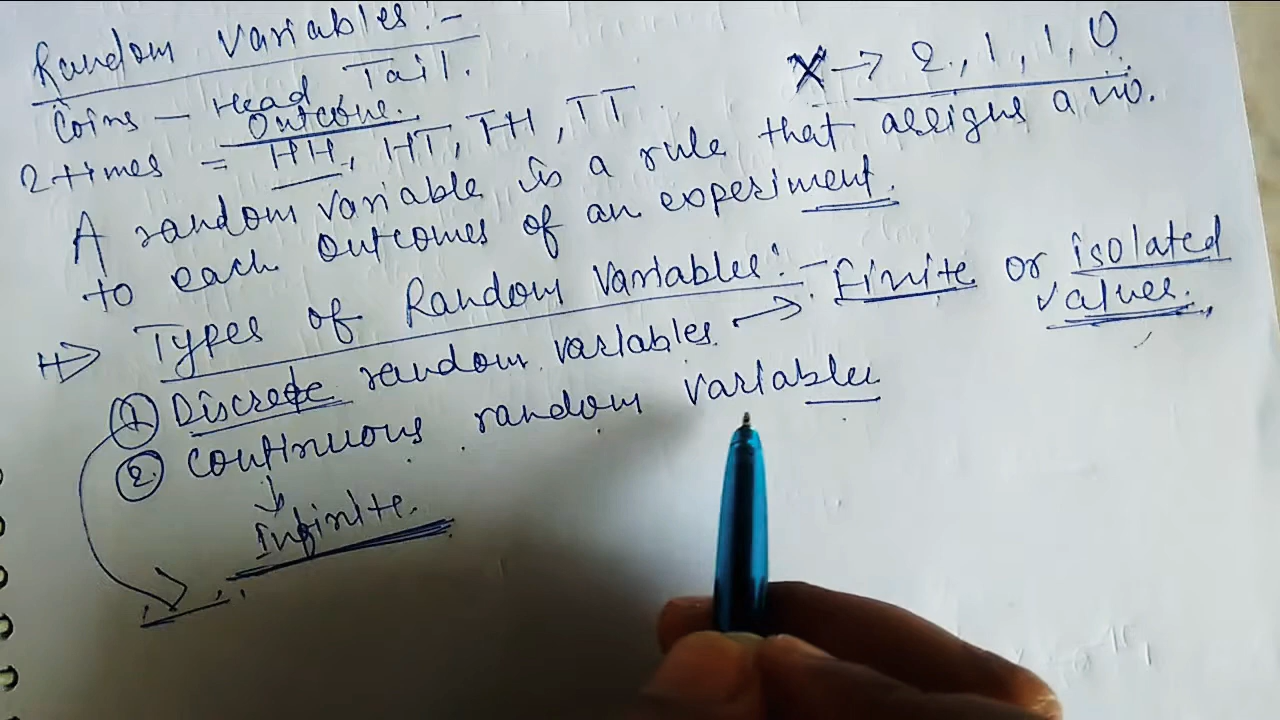 Random Variables:-
Coins - Head, Tail.
Outcome.
X → 2, 1, 1, 0
2 times = HH, HT, TH, TT
A random variable is a rule that assigns a no.
to each outcomes of an experiment.
Types of Random Variables:-
① Discrete random variables → finite or isolated values.
② Continuous random variable
↓
Infinite.